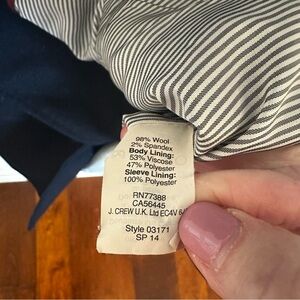 98% Wool
2% Spandex
Body Lining:
53% Viscose
47% Polyester
Sleeve Lining:
100% Polyester
RN77388
CA56445
J. CREW U.K. Ltd EC4V 6
Style 03171
SP 14